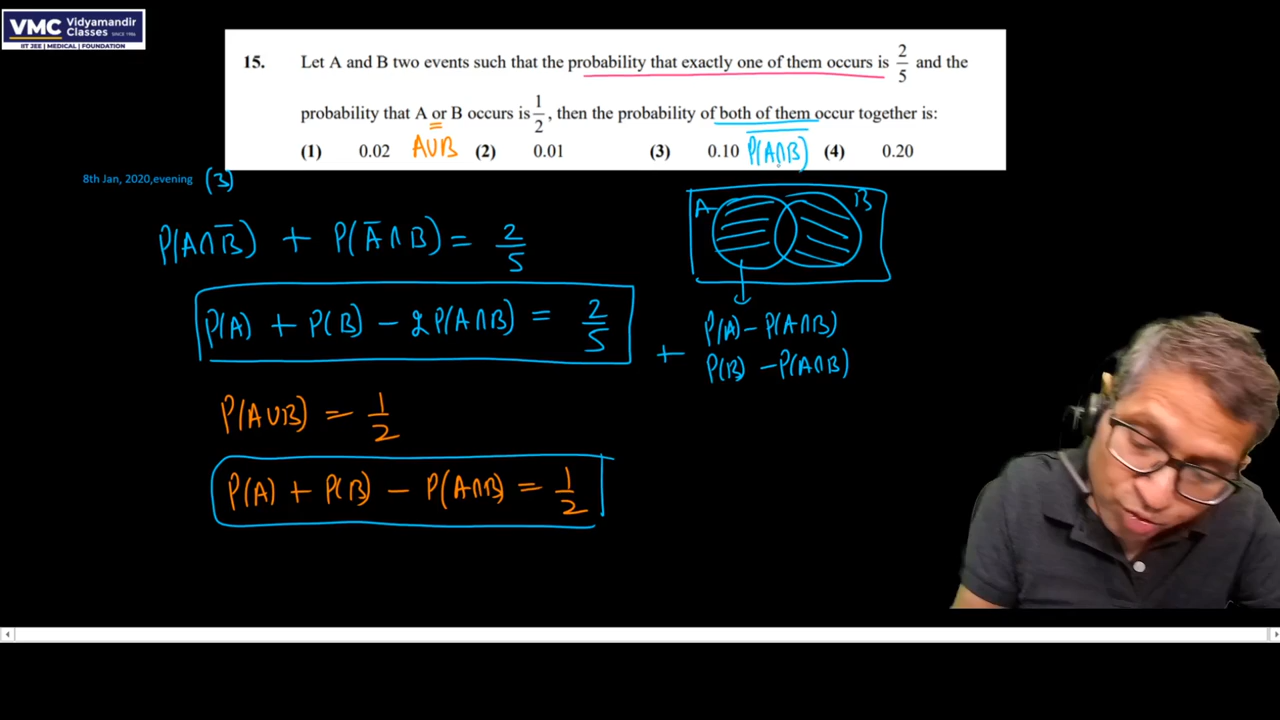 VMC Vidyamandir Classes SINCE 1986
IIT JEE | MEDICAL | FOUNDATION
15. Let A and B two events such that the probability that exactly one of them occurs is 2/5 and the
probability that A or B occurs is 1/2, then the probability of both of them occur together is:
A∪B P(A∩B)
(1) 0.02 (2) 0.01 (3) 0.10 (4) 0.20
8th Jan, 2020,evening (3)
A B
P(A∩B̅) + P(A̅∩B) = 2/5
P(A) + P(B) - 2P(A∩B) = 2/5
P(A) - P(A∩B)
+ P(B) - P(A∩B)
P(A∪B) = 1/2
P(A) + P(B) - P(A∩B) = 1/2